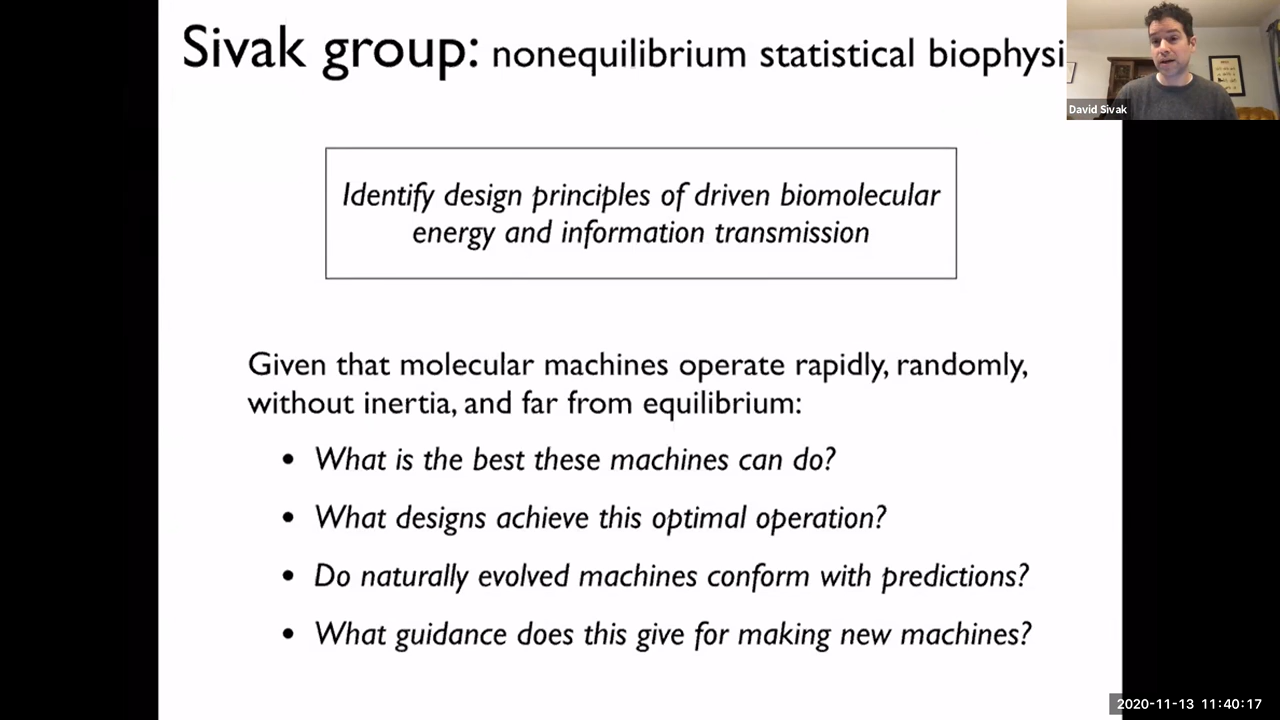 Sivak group: nonequilibrium statistical biophysi
David Sivak
Identify design principles of driven biomolecular
energy and information transmission
Given that molecular machines operate rapidly, randomly,
without inertia, and far from equilibrium:
• What is the best these machines can do?
• What designs achieve this optimal operation?
• Do naturally evolved machines conform with predictions?
• What guidance does this give for making new machines?
2020-11-13 11:40:17